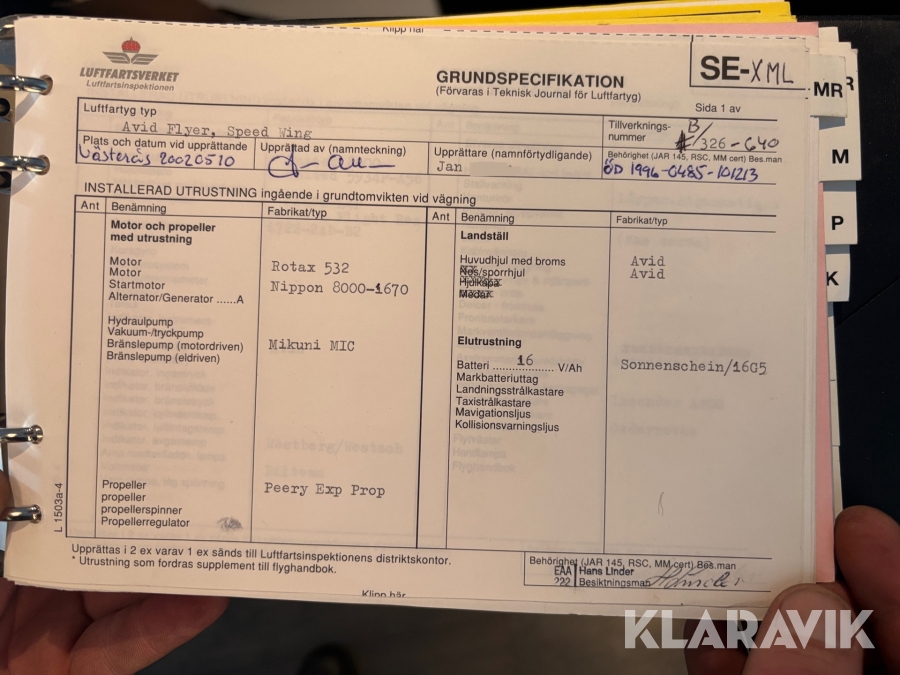 Klipp här
LUFTFARTSVERKET
Luftfartsinspektionen
GRUNDSPECIFIKATION
(Förvaras i Teknisk Journal för Luftfartyg)
SE-XML
Sida 1 av
MR
M
P
K
Luftfartyg typ
Avid Flyer, Speed Wing
Tillverknings-
nummer
B/
326-640
Plats och datum vid upprättande
Västerås 20020510
Upprättad av (namnteckning)
Upprättare (namnförtydligande)
Jan
Behörighet (JAR 145, RSC, MM cert) Bes.man
ÖD 1996-0485-101213
INSTALLERAD UTRUSTNING ingående i grundtomvikten vid vägning
Ant Benämning Fabrikat/typ Ant Benämning Fabrikat/typ
Motor och propeller
med utrustning
Motor Rotax 532
Motor
Startmotor Nippon 8000-1670
Alternator/Generator ......A
Hydraulpump
Vakuum-/tryckpump
Bränslepump (motordriven) Mikuni MIC
Bränslepump (eldriven)
Propeller Peery Exp Prop
propeller
propellerspinner
Propellerregulator
Landställ
Huvudhjul med broms Avid
Nos/sporrhjul Avid
Hjulkåpa
Medar
Elutrustning
Batteri ....16.... V/Ah Sonnenschein/16G5
Markbatteriuttag
Landningsstrålkastare
Taxistrålkastare
Mavigationsljus
Kollisionsvarningsljus
L 1503a-4
Upprättas i 2 ex varav 1 ex sänds till Luftfartsinspektionens distriktskontor.
* Utrustning som fordras supplement till flyghandbok.
Behörighet (JAR 145, RSC, MM cert) Bes.man
EAA Hans Linder
222 Besiktningsman
Klipp här
KLARAVIK